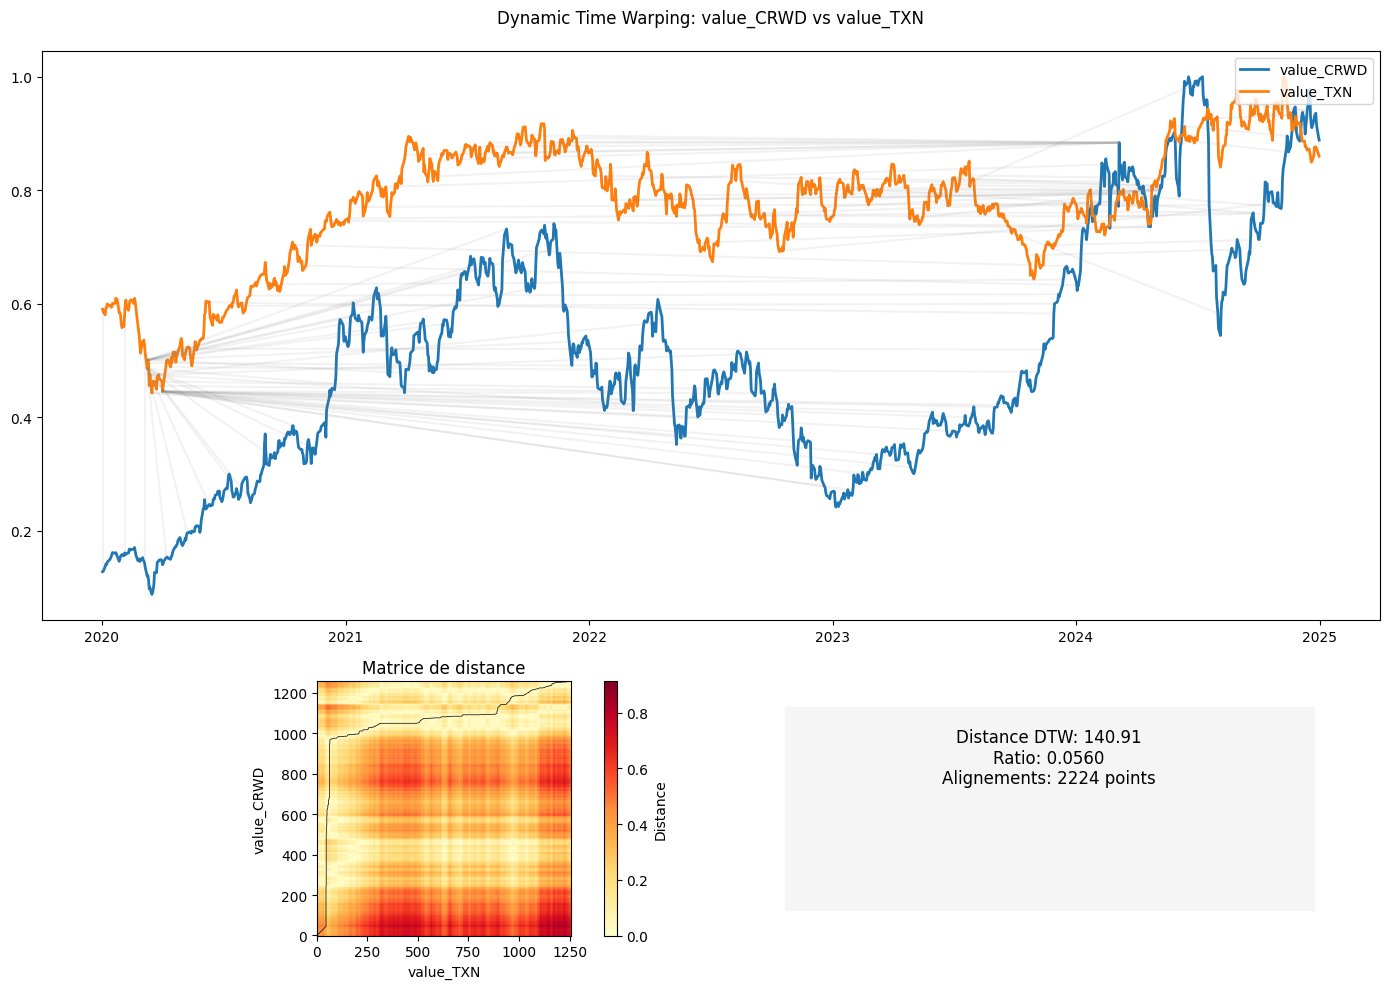 Dynamic Time Warping: value_CRWD vs value_TXN
value_CRWD
value_TXN
1.0
0.8
0.6
0.4
0.2
2020 2021 2022 2023 2024 2025
Matrice de distance
value_CRWD
1200
1000
800
600
400
200
0
0 250 500 750 1000 1250
value_TXN
0.8
0.6
0.4
0.2
0.0
Distance
Distance DTW: 140.91
Ratio: 0.0560
Alignements: 2224 points